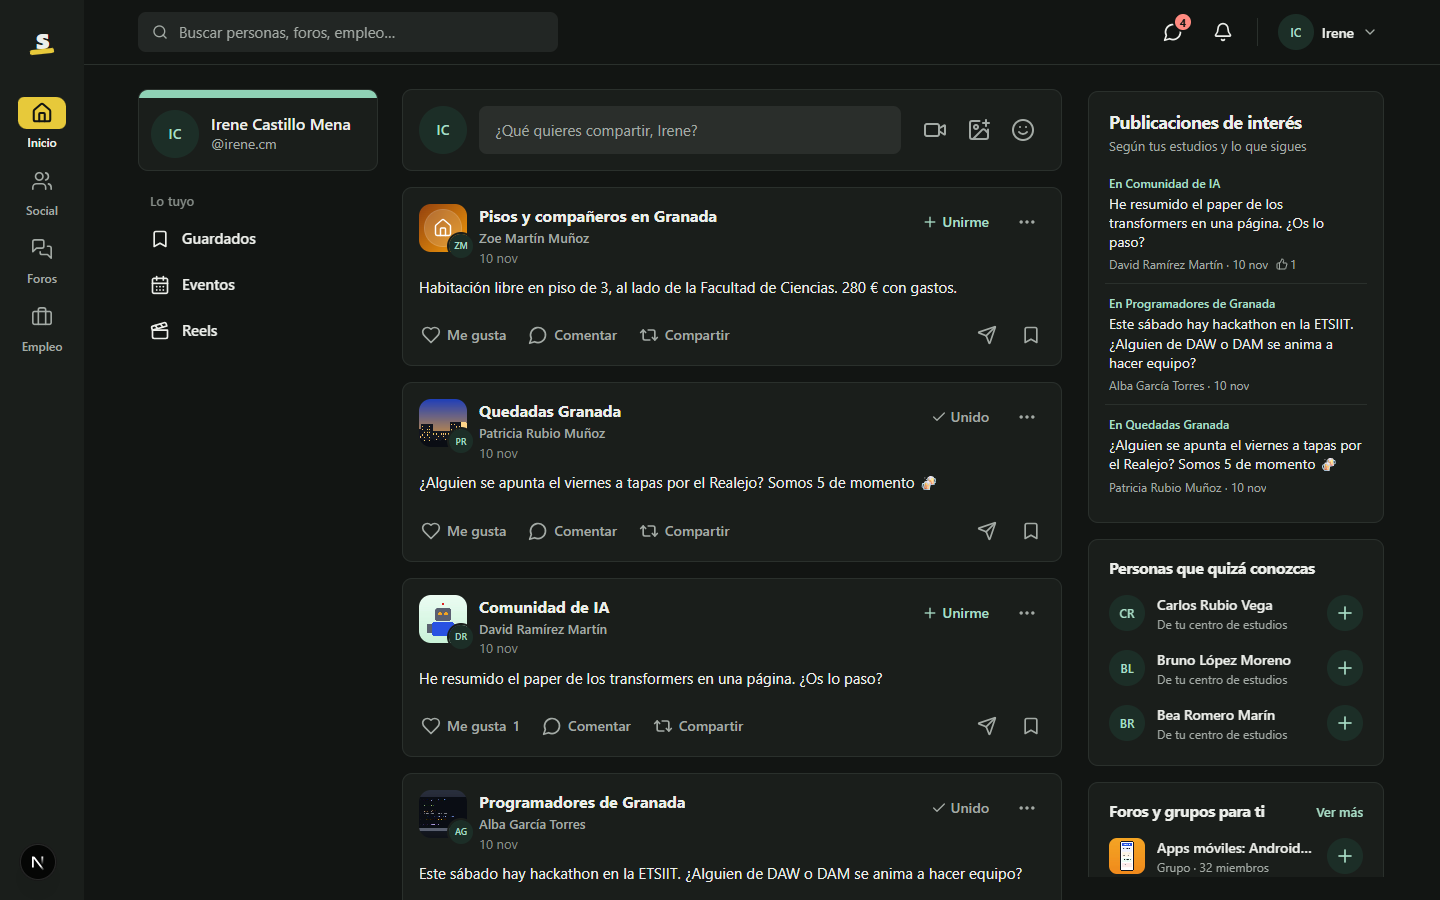 S
Inicio
Social
Foros
Empleo
N
Buscar personas, foros, empleo...
4
IC
Irene
IC
Irene Castillo Mena
@irene.cm
Lo tuyo
Guardados
Eventos
Reels
IC
¿Qué quieres compartir, Irene?
ZM
Pisos y compañeros en Granada
Zoe Martín Muñoz
10 nov
+ Unirme
Habitación libre en piso de 3, al lado de la Facultad de Ciencias. 280 € con gastos.
Me gusta
Comentar
Compartir
PR
Quedadas Granada
Patricia Rubio Muñoz
10 nov
Unido
¿Alguien se apunta el viernes a tapas por el Realejo? Somos 5 de momento 🍻
Me gusta
Comentar
Compartir
DR
Comunidad de IA
David Ramírez Martín
10 nov
+ Unirme
He resumido el paper de los transformers en una página. ¿Os lo paso?
Me gusta 1
Comentar
Compartir
AG
Programadores de Granada
Alba García Torres
10 nov
Unido
Este sábado hay hackathon en la ETSIIT. ¿Alguien de DAW o DAM se anima a hacer equipo?
Publicaciones de interés
Según tus estudios y lo que sigues
En Comunidad de IA
He resumido el paper de los
transformers en una página. ¿Os lo
paso?
David Ramírez Martín · 10 nov 1
En Programadores de Granada
Este sábado hay hackathon en la ETSIIT.
¿Alguien de DAW o DAM se anima a
hacer equipo?
Alba García Torres · 10 nov
En Quedadas Granada
¿Alguien se apunta el viernes a tapas por
el Realejo? Somos 5 de momento 🍻
Patricia Rubio Muñoz · 10 nov
Personas que quizá conozcas
CR
Carlos Rubio Vega
De tu centro de estudios
BL
Bruno López Moreno
De tu centro de estudios
BR
Bea Romero Marín
De tu centro de estudios
Foros y grupos para ti
Ver más
Apps móviles: Android...
Grupo · 32 miembros